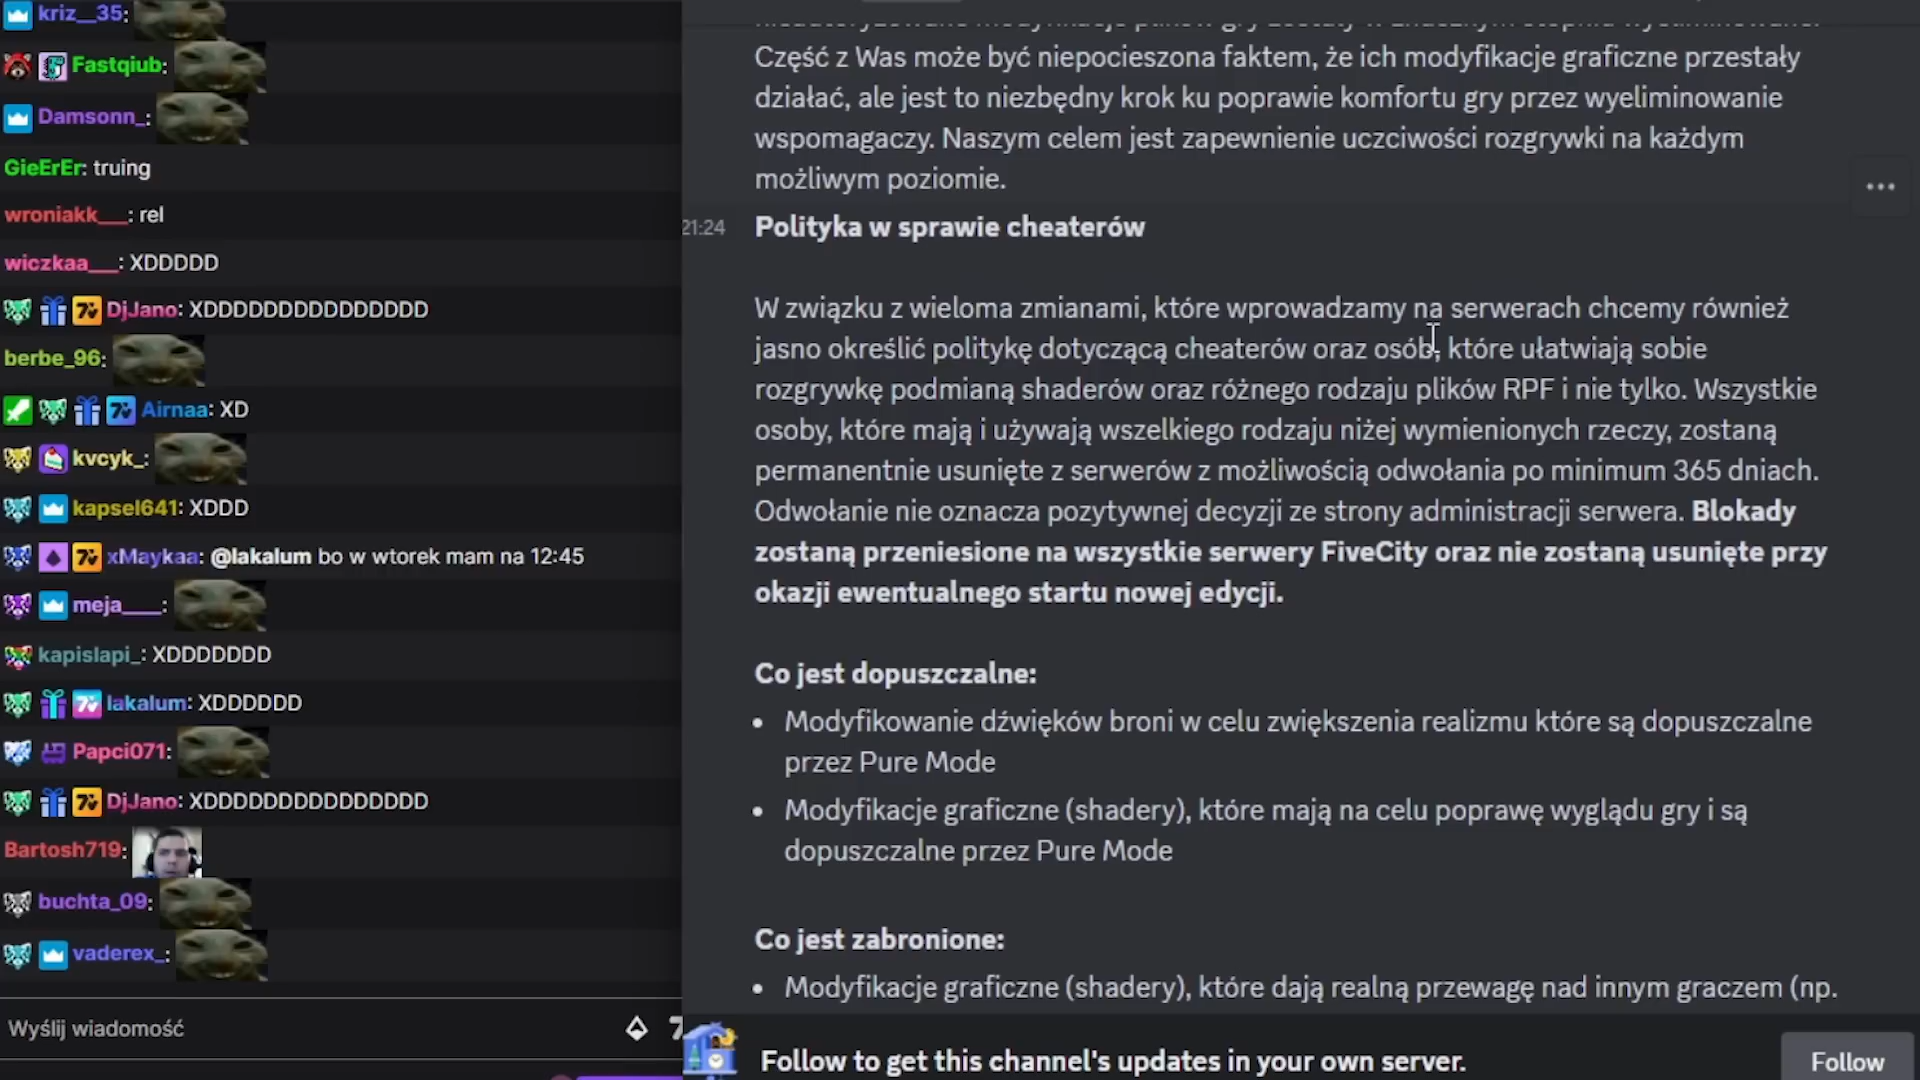 kriz__35:
Fastqiub:
Damsonn_:
GieErEr: truing
wroniakk___: rel
wiczkaa___: XDDDDD
DjJano: XDDDDDDDDDDDDDDD
berbe_96:
Airnaa: XD
kvcyk_:
kapsel641: XDDD
xMaykaa: @lakalum bo w wtorek mam na 12:45
meja____:
kapislapi_: XDDDDDDD
lakalum: XDDDDDD
Papci071:
DjJano: XDDDDDDDDDDDDDDD
Bartosh719:
buchta_09:
vaderex_:
Wyślij wiadomość
Część z Was może być niepocieszona faktem, że ich modyfikacje graficzne przestały
działać, ale jest to niezbędny krok ku poprawie komfortu gry przez wyeliminowanie
wspomagaczy. Naszym celem jest zapewnienie uczciwości rozgrywki na każdym
możliwym poziomie.
21:24 Polityka w sprawie cheaterów
W związku z wieloma zmianami, które wprowadzamy na serwerach chcemy również
jasno określić politykę dotyczącą cheaterów oraz osób, które ułatwiają sobie
rozgrywkę podmianą shaderów oraz różnego rodzaju plików RPF i nie tylko. Wszystkie
osoby, które mają i używają wszelkiego rodzaju niżej wymienionych rzeczy, zostaną
permanentnie usunięte z serwerów z możliwością odwołania po minimum 365 dniach.
Odwołanie nie oznacza pozytywnej decyzji ze strony administracji serwera. Blokady
zostaną przeniesione na wszystkie serwery FiveCity oraz nie zostaną usunięte przy
okazji ewentualnego startu nowej edycji.
Co jest dopuszczalne:
• Modyfikowanie dźwięków broni w celu zwiększenia realizmu które są dopuszczalne
przez Pure Mode
• Modyfikacje graficzne (shadery), które mają na celu poprawę wyglądu gry i są
dopuszczalne przez Pure Mode
Co jest zabronione:
• Modyfikacje graficzne (shadery), które dają realną przewagę nad innym graczem (np.
Follow to get this channel's updates in your own server.
Follow